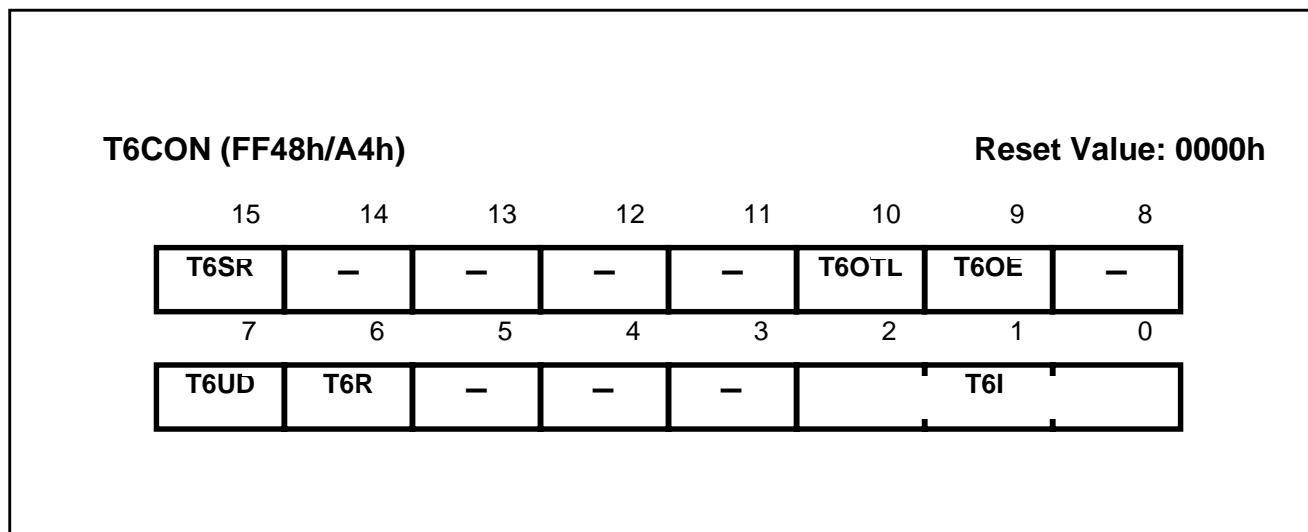 T6CON (FF48h/A4h) Reset Value: 0000h
15 14 13 12 11 10 9 8
T6SR – – – – T6OTL T6OE –
7 6 5 4 3 2 1 0
T6UD T6R – – – T6I